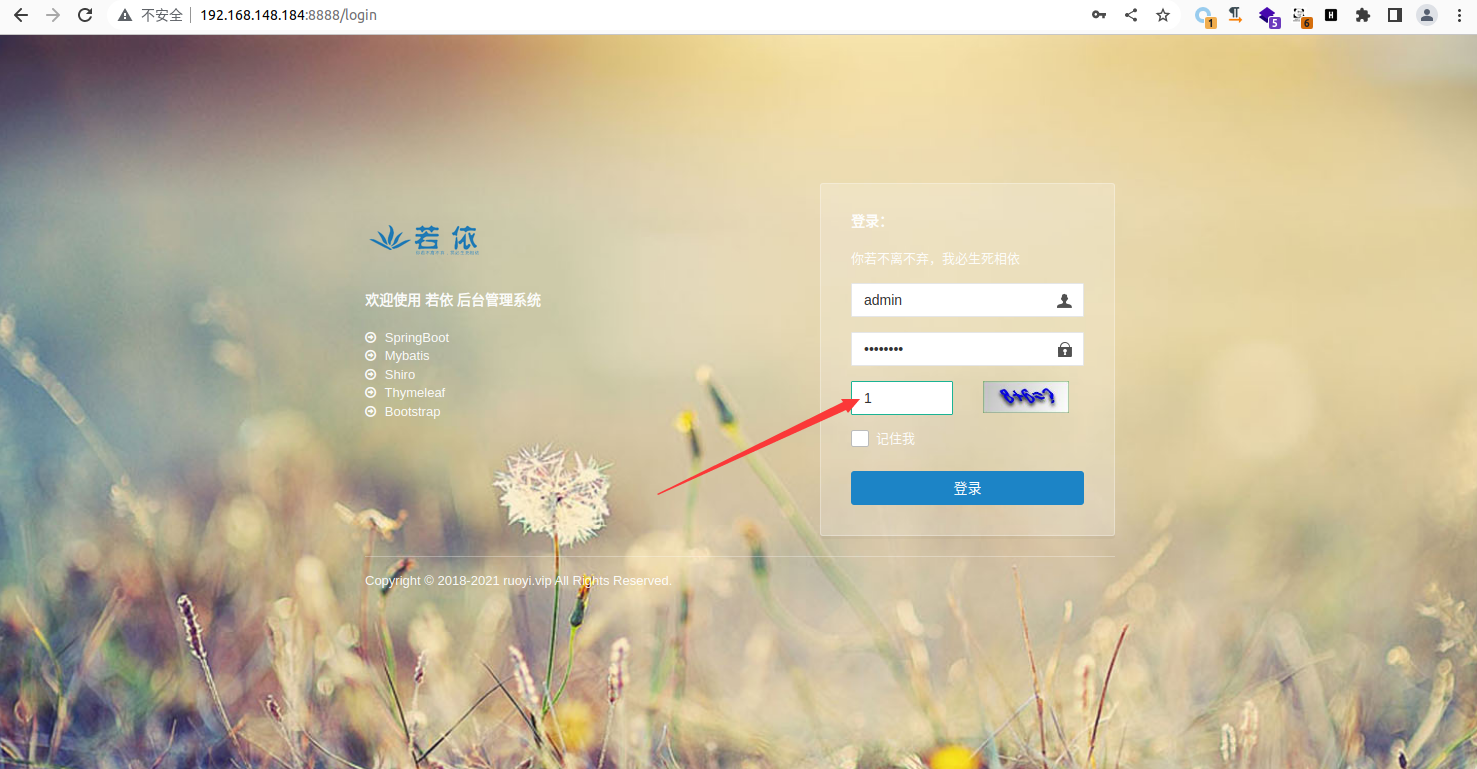 不安全 192.168.148.184:8888/login
1
5
6
H
若 依
欢迎使用 若依 后台管理系统
SpringBoot
Mybatis
Shiro
Thymeleaf
Bootstrap
登录：
你若不离不弃，我必生死相依
admin
••••••••
1
8+6=?
记住我
登录
Copyright © 2018-2021 ruoyi.vip All Rights Reserved.